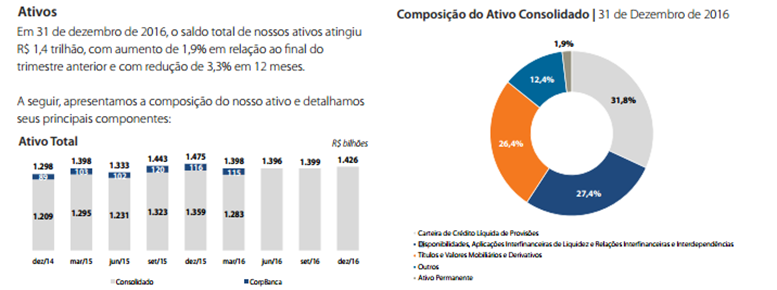 Ativos
Em 31 de dezembro de 2016, o saldo total de nossos ativos atingiu
R$ 1,4 trilhão, com aumento de 1,9% em relação ao final do
trimestre anterior e com redução de 3,3% em 12 meses.
A seguir, apresentamos a composição do nosso ativo e detalhamos
seus principais componentes:
Ativo Total
R$ bilhões
1.298 1.398 1.333 1.443 1.475 1.398 1.396 1.399 1.426
89 103 102 120 116 115
1.209 1.295 1.231 1.323 1.359 1.283
dez/14 mar/15 jun/15 set/15 dez/15 mar/16 jun/16 set/16 dez/16
Consolidado CorpBanca
Composição do Ativo Consolidado | 31 de Dezembro de 2016
1,9%
12,4%
31,8%
26,4%
27,4%
Carteira de Crédito Líquida de Provisões
Disponibilidades, Aplicações Interfinanceiras de Liquidez e Relações Interfinanceiras e Interdependências
Títulos e Valores Mobiliários e Derivativos
Outros
Ativo Permanente